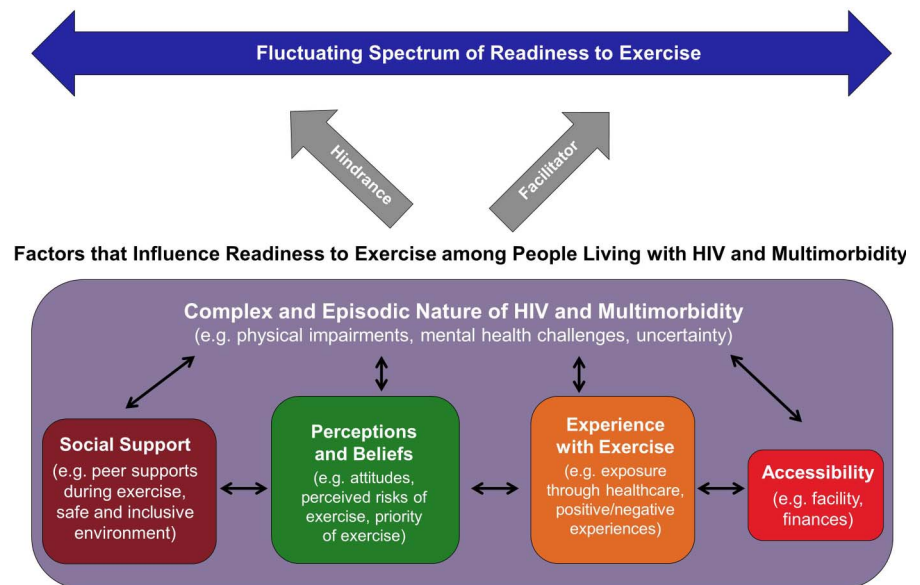 Fluctuating Spectrum of Readiness to Exercise
Hindrance
Facilitator
Factors that Influence Readiness to Exercise among People Living with HIV and Multimorbidity
Complex and Episodic Nature of HIV and Multimorbidity
(e.g. physical impairments, mental health challenges, uncertainty)
Social Support
(e.g. peer supports
during exercise,
safe and inclusive
environment)
Perceptions
and Beliefs
(e.g. attitudes,
perceived risks of
exercise, priority
of exercise)
Experience
with Exercise
(e.g. exposure
through healthcare,
positive/negative
experiences)
Accessibility
(e.g. facility,
finances)